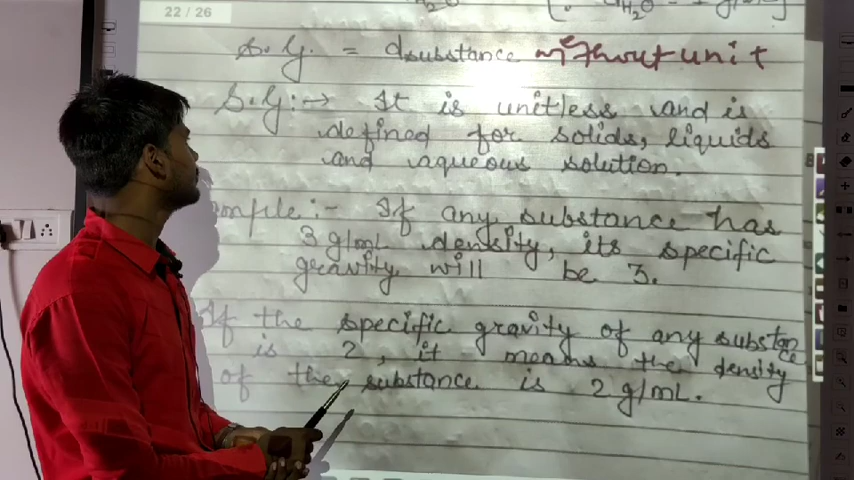 22 / 26
S.G. = dsubstance without unit
S.G:→ It is unitless and is
defined for solids, liquids
and aqueous solution.
mple:- If any substance has
3 g/mL density, its specific
gravity will be 3.
If the specific gravity of any substance
is 2, it means the density
of the substance is 2 g/mL.